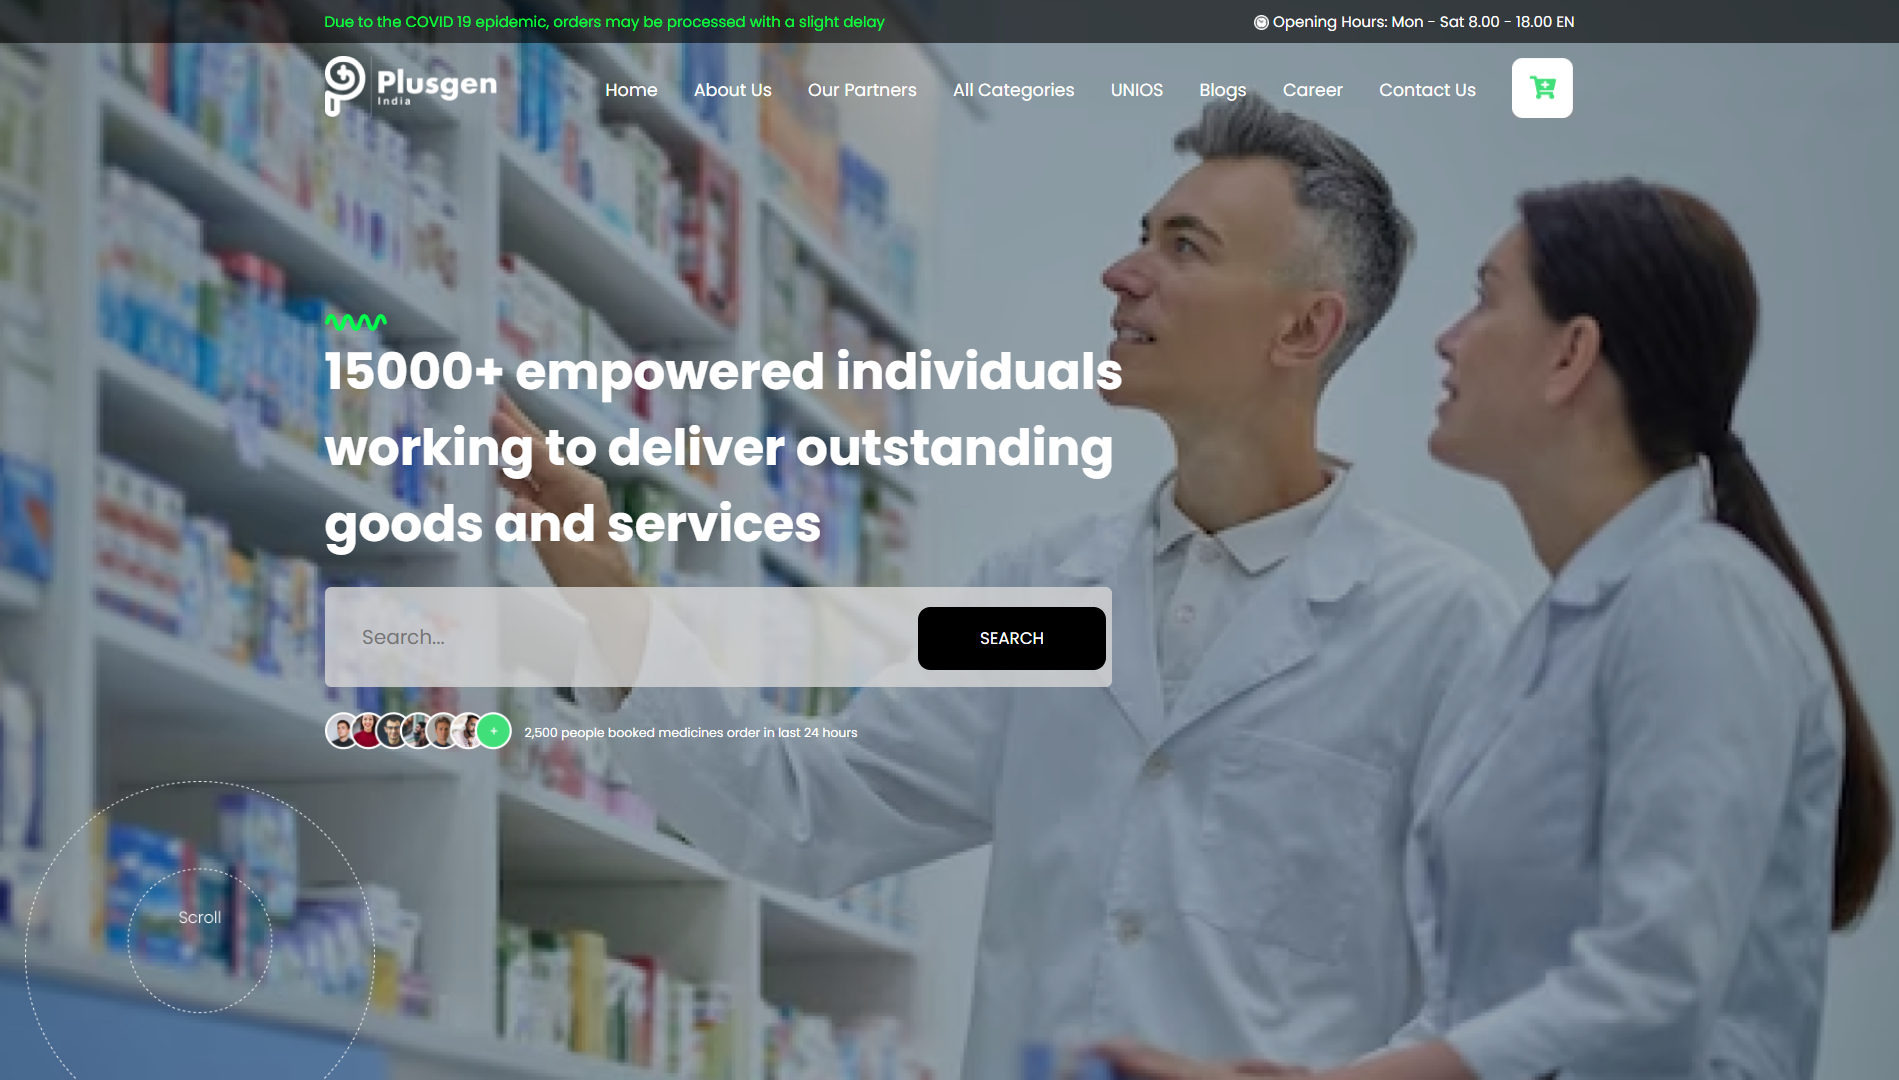 Due to the COVID 19 epidemic, orders may be processed with a slight delay
Opening Hours: Mon - Sat 8.00 - 18.00 EN
Plusgen
India
Home About Us Our Partners All Categories UNIOS Blogs Career Contact Us
15000+ empowered individuals
working to deliver outstanding
goods and services
Search...
SEARCH
+
2,500 people booked medicines order in last 24 hours
Scroll